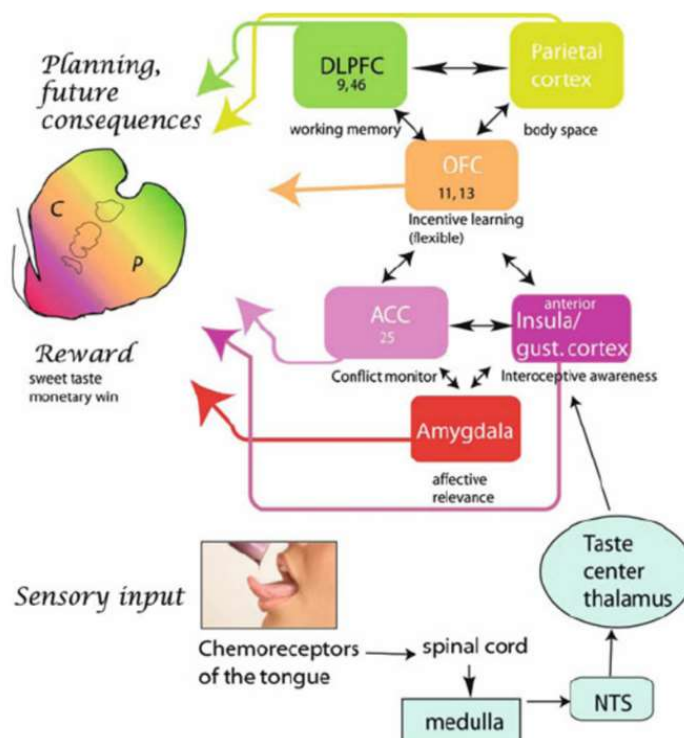 Planning,
future
consequences
DLPFC
9, 46
working memory
Parietal
cortex
body space
OFC
11, 13
Incentive learning
(flexible)
C
P
Reward
sweet taste
monetary win
ACC
25
Conflict monitor
anterior
Insula/
gust. cortex
Interoceptive awareness
Amygdala
affective
relevance
Sensory input
Chemoreceptors
of the tongue
spinal cord
medulla
NTS
Taste
center
thalamus